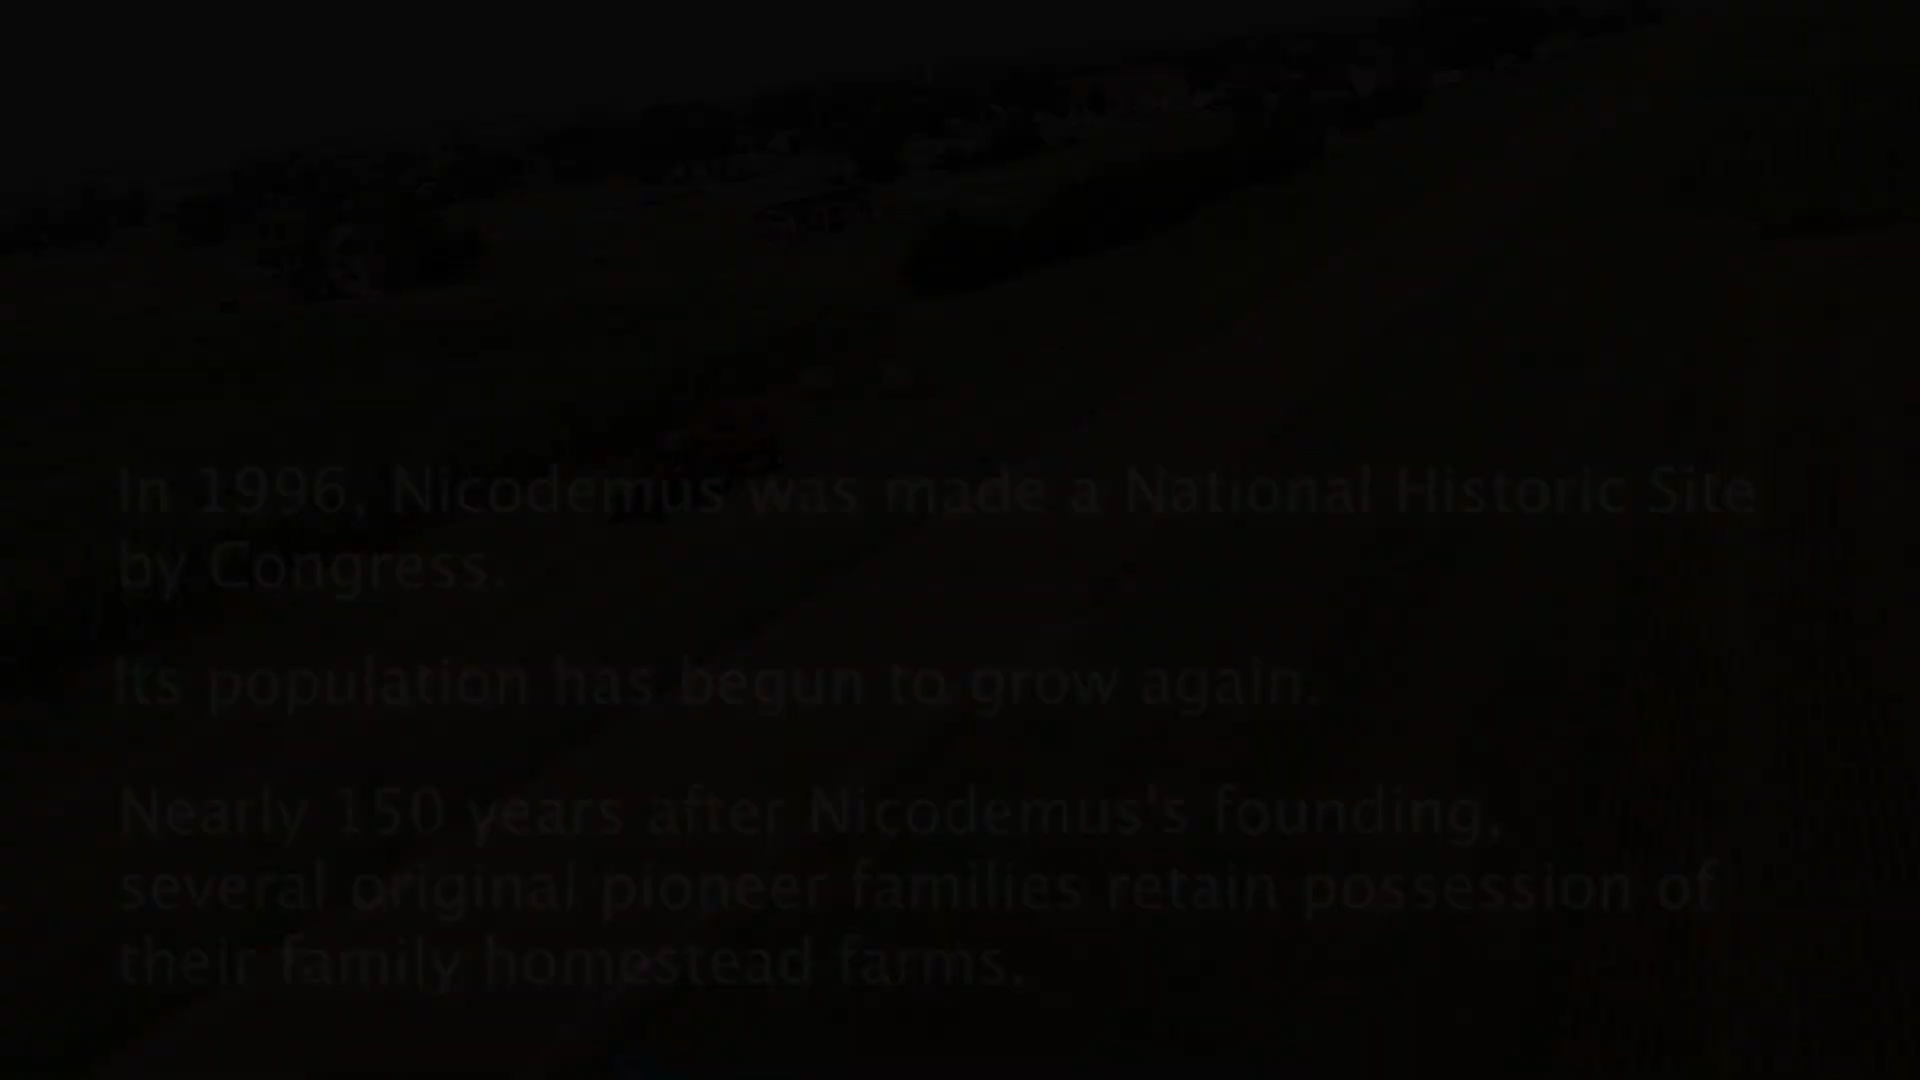 In 1996, Nicodemus was made a National Historic Site
by Congress.
Its population has begun to grow again.
Nearly 150 years after Nicodemus's founding,
several original pioneer families retain possession of
their family homestead farms.